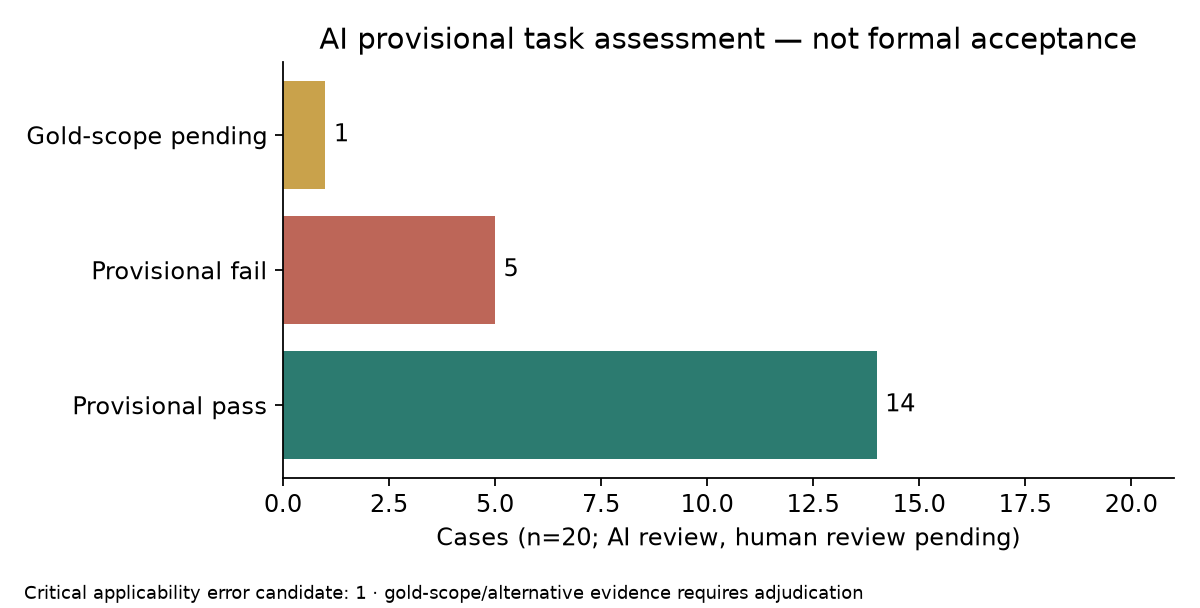 AI provisional task assessment — not formal acceptance
Gold-scope pending
1
Provisional fail
5
Provisional pass
14
0.0 2.5 5.0 7.5 10.0 12.5 15.0 17.5 20.0
Cases (n=20; AI review, human review pending)
Critical applicability error candidate: 1 · gold-scope/alternative evidence requires adjudication